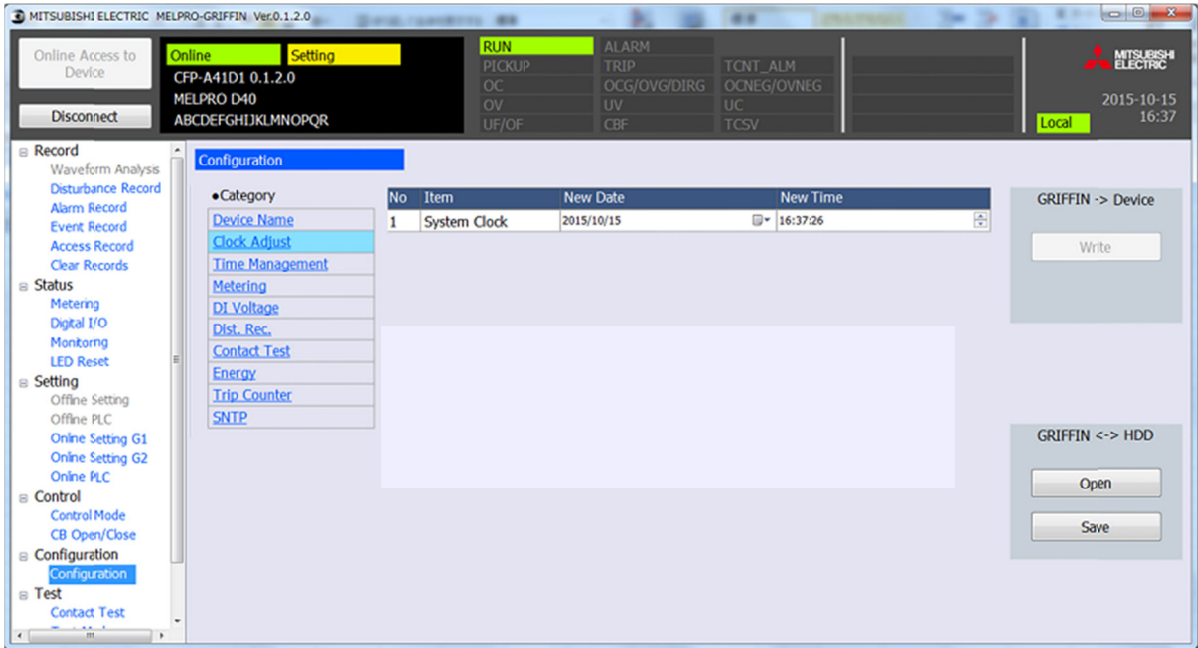 MITSUBISHI ELECTRIC MELPRO-GRIFFIN Ver.0.1.2.0
Online Access to
Device
Disconnect
Online Setting
CFP-A41D1 0.1.2.0
MELPRO D40
ABCDEFGHIJKLMNOPQR
RUN ALARM
PICKUP TRIP TCNT_ALM
OC OCG/OVG/DIRG OCNEG/OVNEG
OV UV UC
UF/OF CBF TCSV
MITSUBISHI
ELECTRIC
2015-10-15
16:37
Local
Record
Waveform Analysis
Disturbance Record
Alarm Record
Event Record
Access Record
Clear Records
Status
Metering
Digital I/O
Monitorng
LED Reset
Setting
Offline Setting
Offline PLC
Online Setting G1
Online Setting G2
Online PLC
Control
Control Mode
CB Open/Close
Configuration
Configuration
Test
Contact Test
Configuration
●Category
Device Name
Clock Adjust
Time Management
Metering
DI Voltage
Dist. Rec.
Contact Test
Energy
Trip Counter
SNTP
No Item New Date New Time
1 System Clock 2015/10/15 16:37:26
GRIFFIN -> Device
Write
GRIFFIN <-> HDD
Open
Save